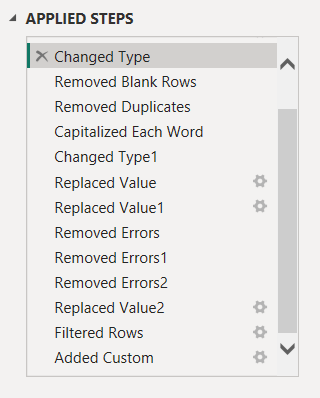 APPLIED STEPS
Changed Type
Removed Blank Rows
Removed Duplicates
Capitalized Each Word
Changed Type1
Replaced Value
Replaced Value1
Removed Errors
Removed Errors1
Removed Errors2
Replaced Value2
Filtered Rows
Added Custom